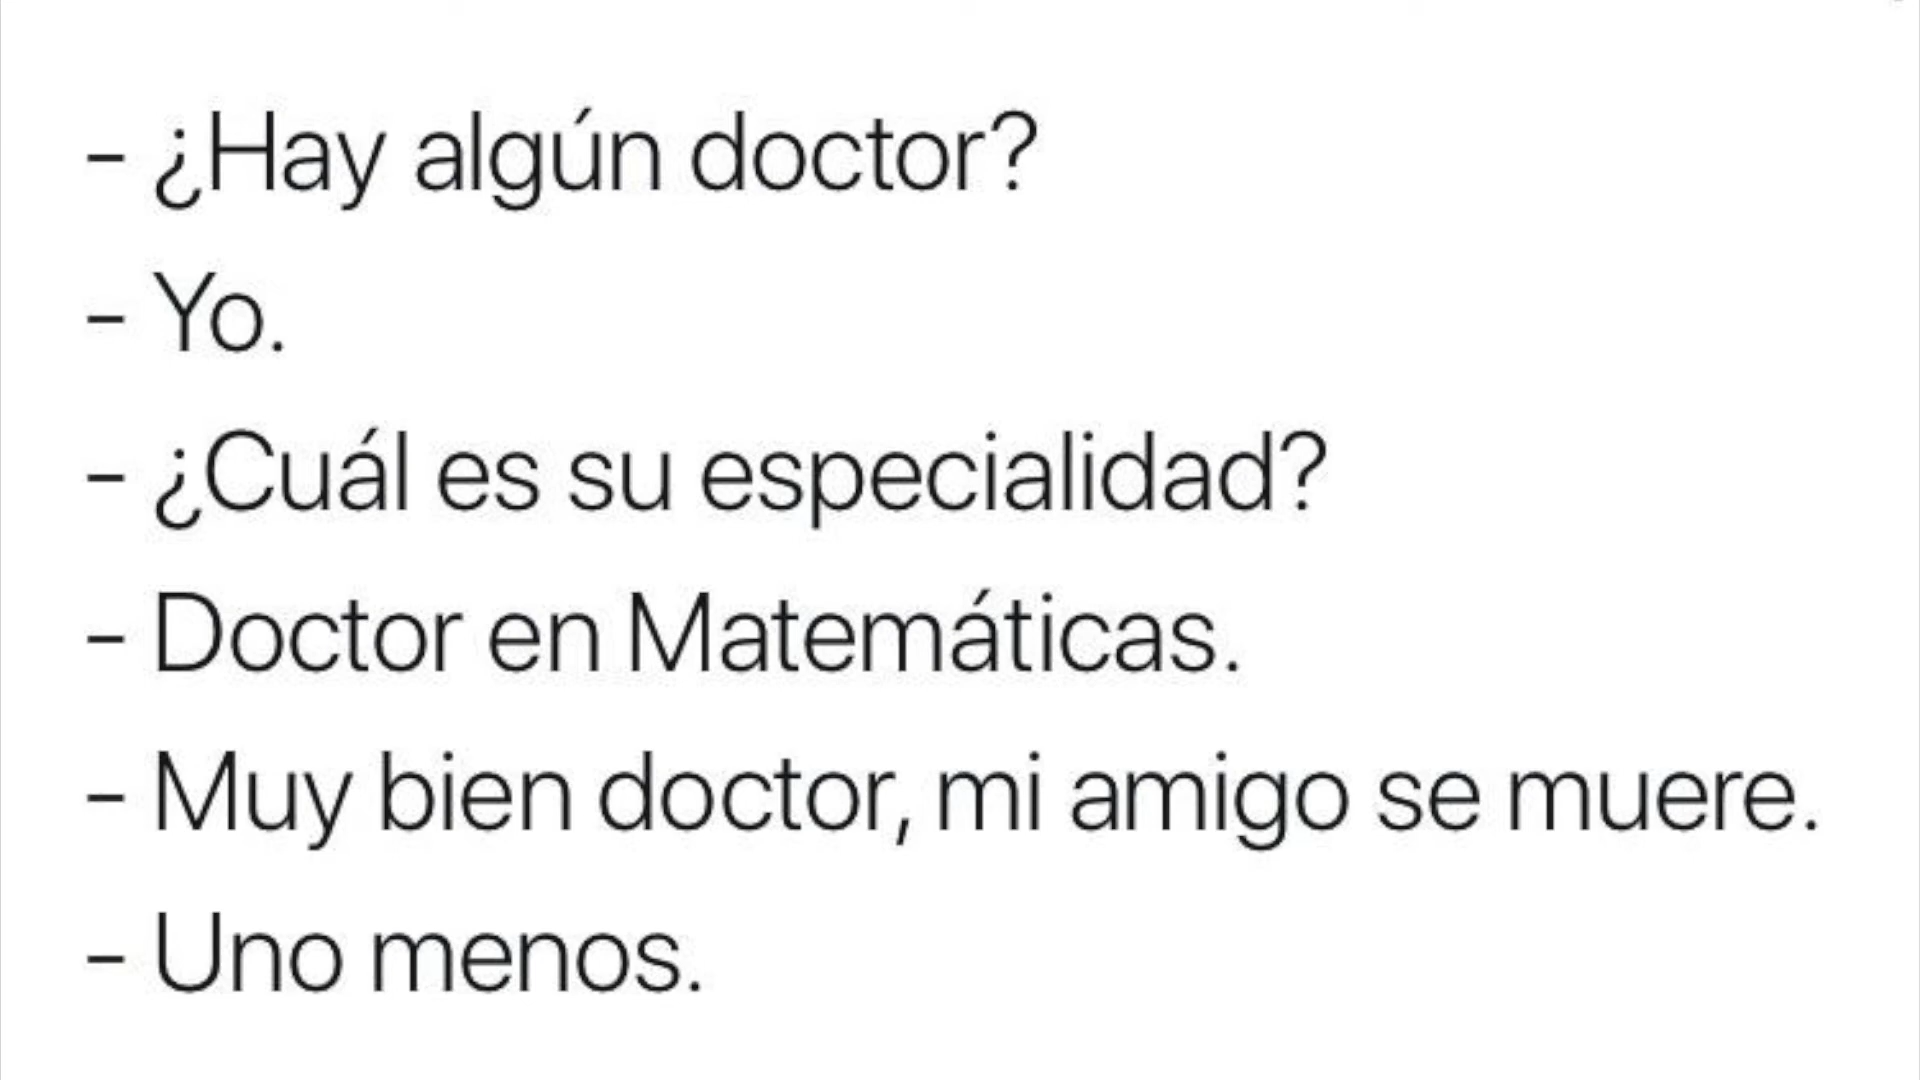 - ¿Hay algún doctor?
- Yo.
- ¿Cuál es su especialidad?
- Doctor en Matemáticas.
- Muy bien doctor, mi amigo se muere.
- Uno menos.